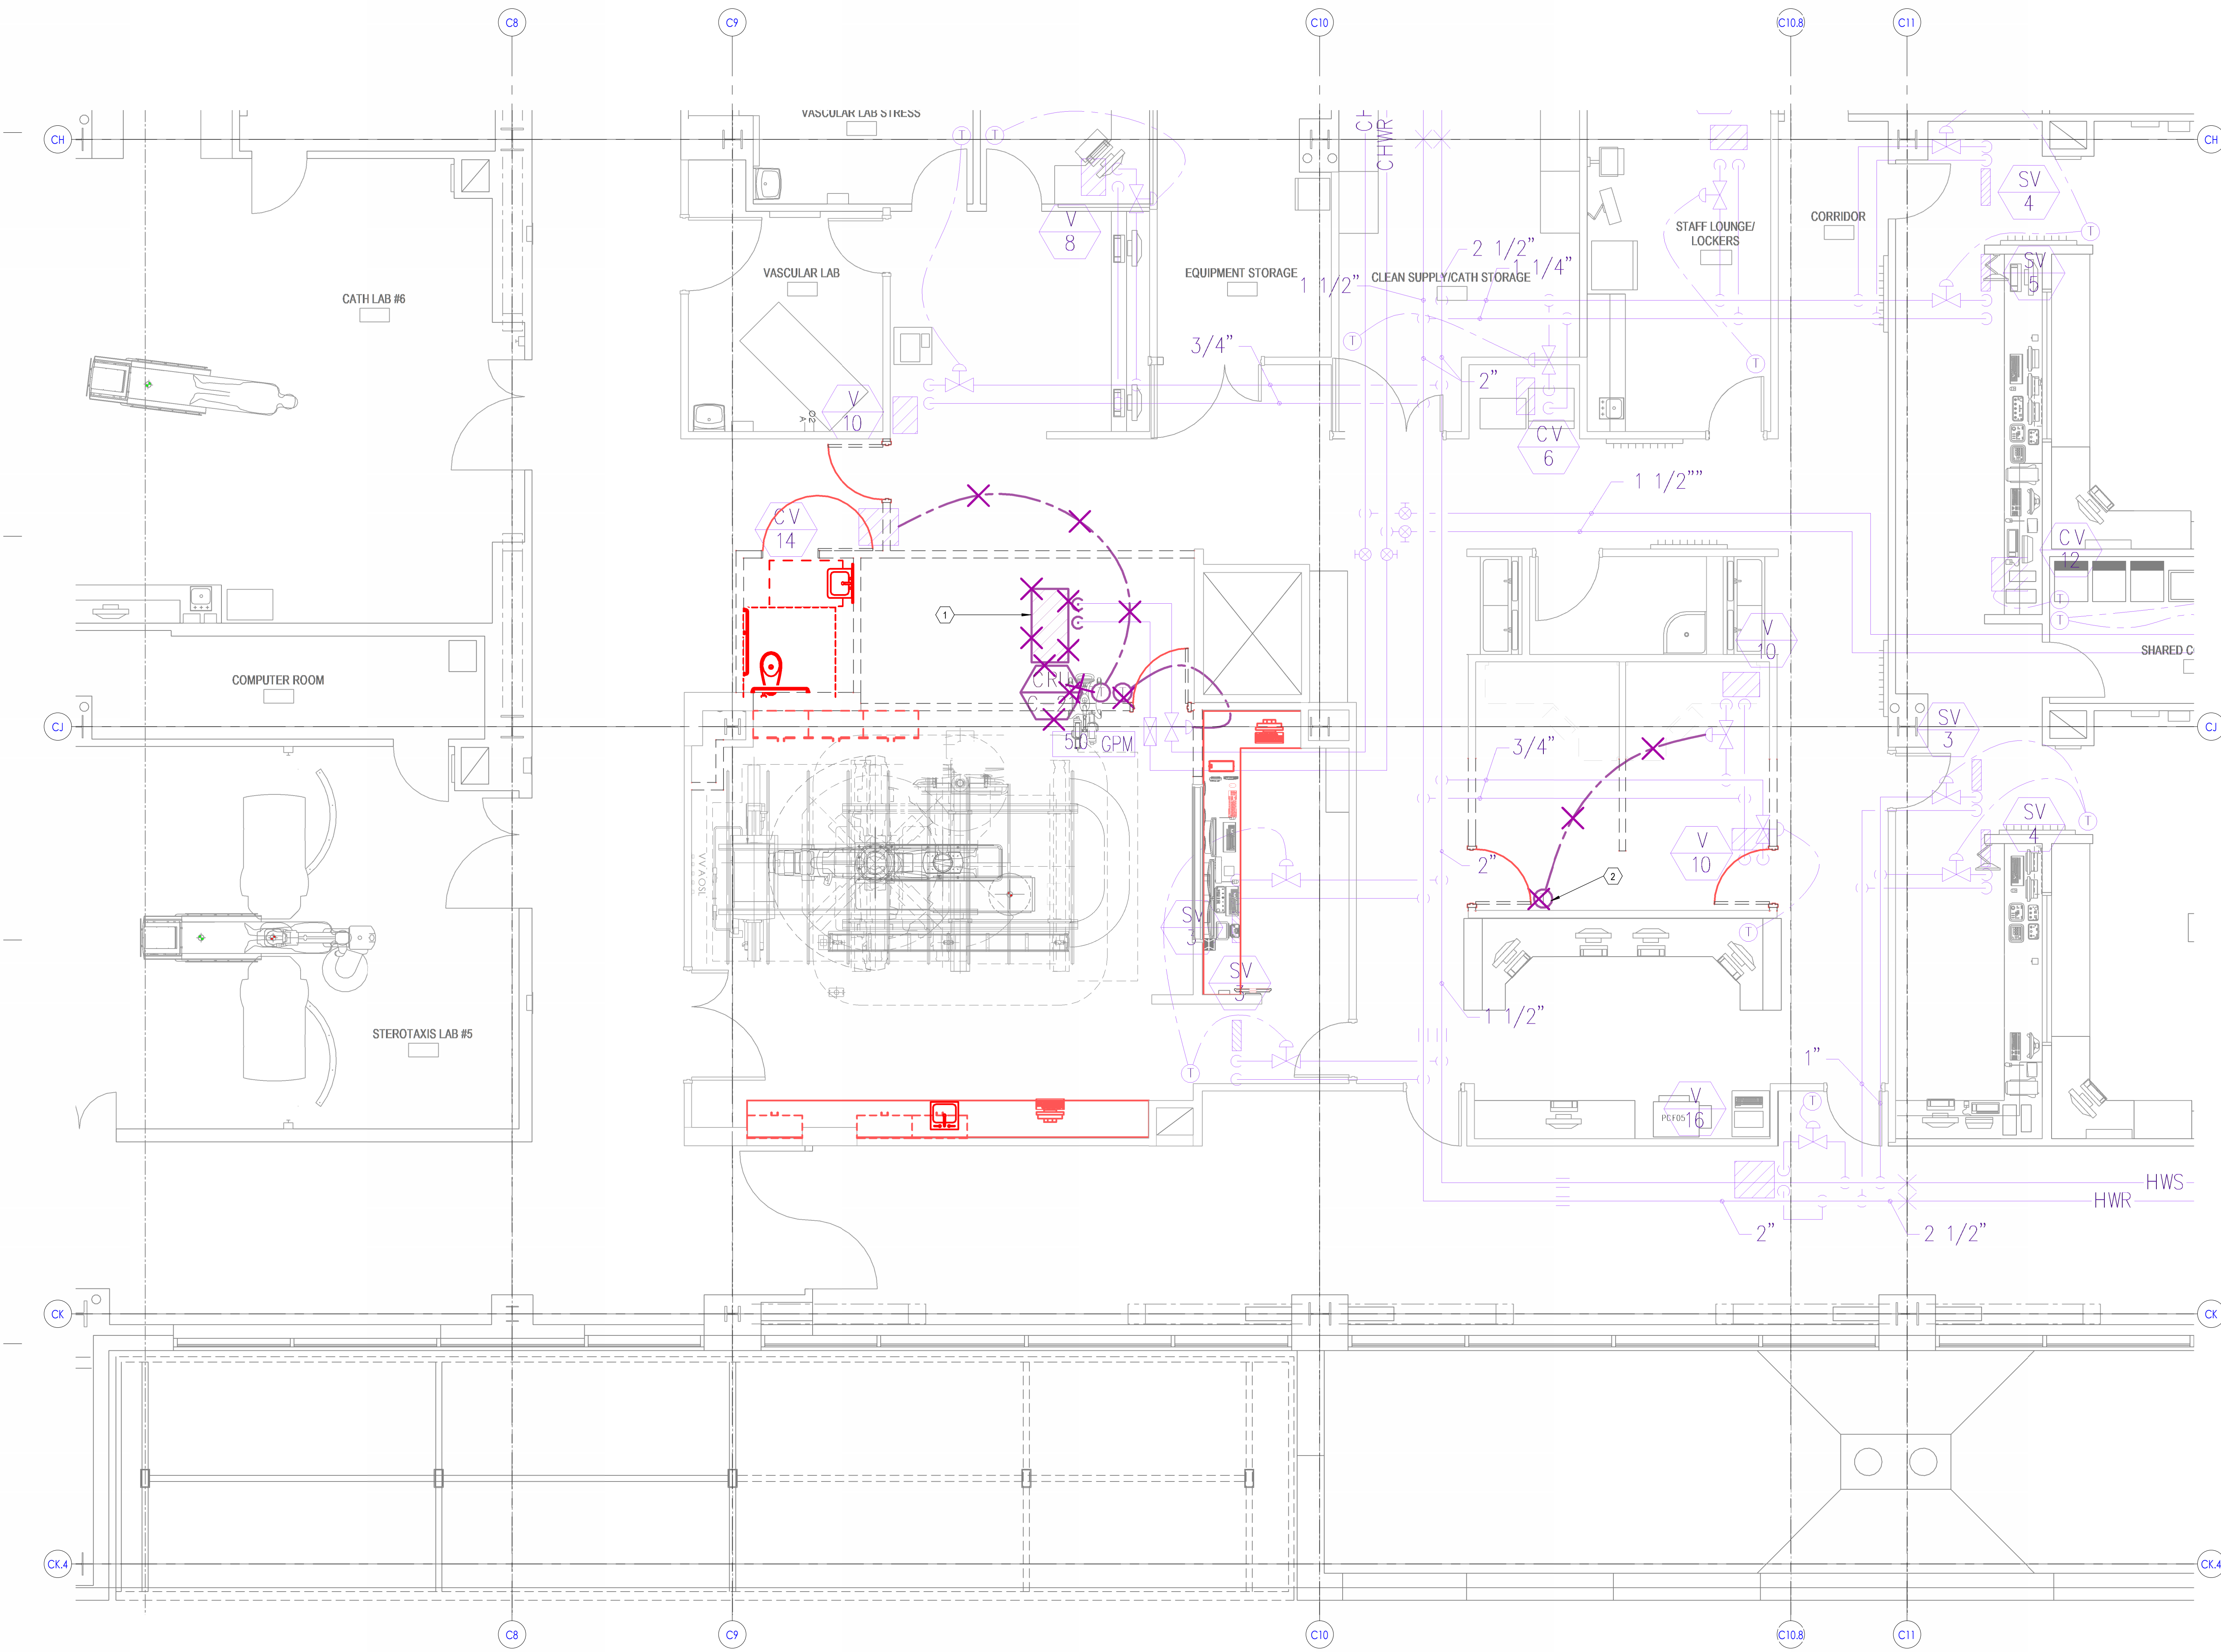 C8
C9
C10
C10.8
C11
CH
CH
VASCULAR LAB STRESS
CHWR
T
T
SV
4
V
8
CORRIDOR
STAFF LOUNGE/
LOCKERS
T
2 1/2"
1 1/4"
SV
5
VASCULAR LAB
EQUIPMENT STORAGE
CLEAN SUPPLY/CATH STORAGE
1 1/2"
CATH LAB #6
3/4"
T
T
2"
V
10
CV
6
1 1/2""
CV
14
CV
12
T
T
1
V
10
SHARED C
COMPUTER ROOM
CJ
CJ
SV
3
5.0 GPM
3/4"
SV
4
T
V
10
2"
2
SV
3
T
STEROTAXIS LAB #5
SV
3
1 1/2"
T
1"
V
16
PCF05
T
HWS
HWR
2"
2 1/2"
CK
CK
CK.4
CK.4
C8
C9
C10
C10.8
C11